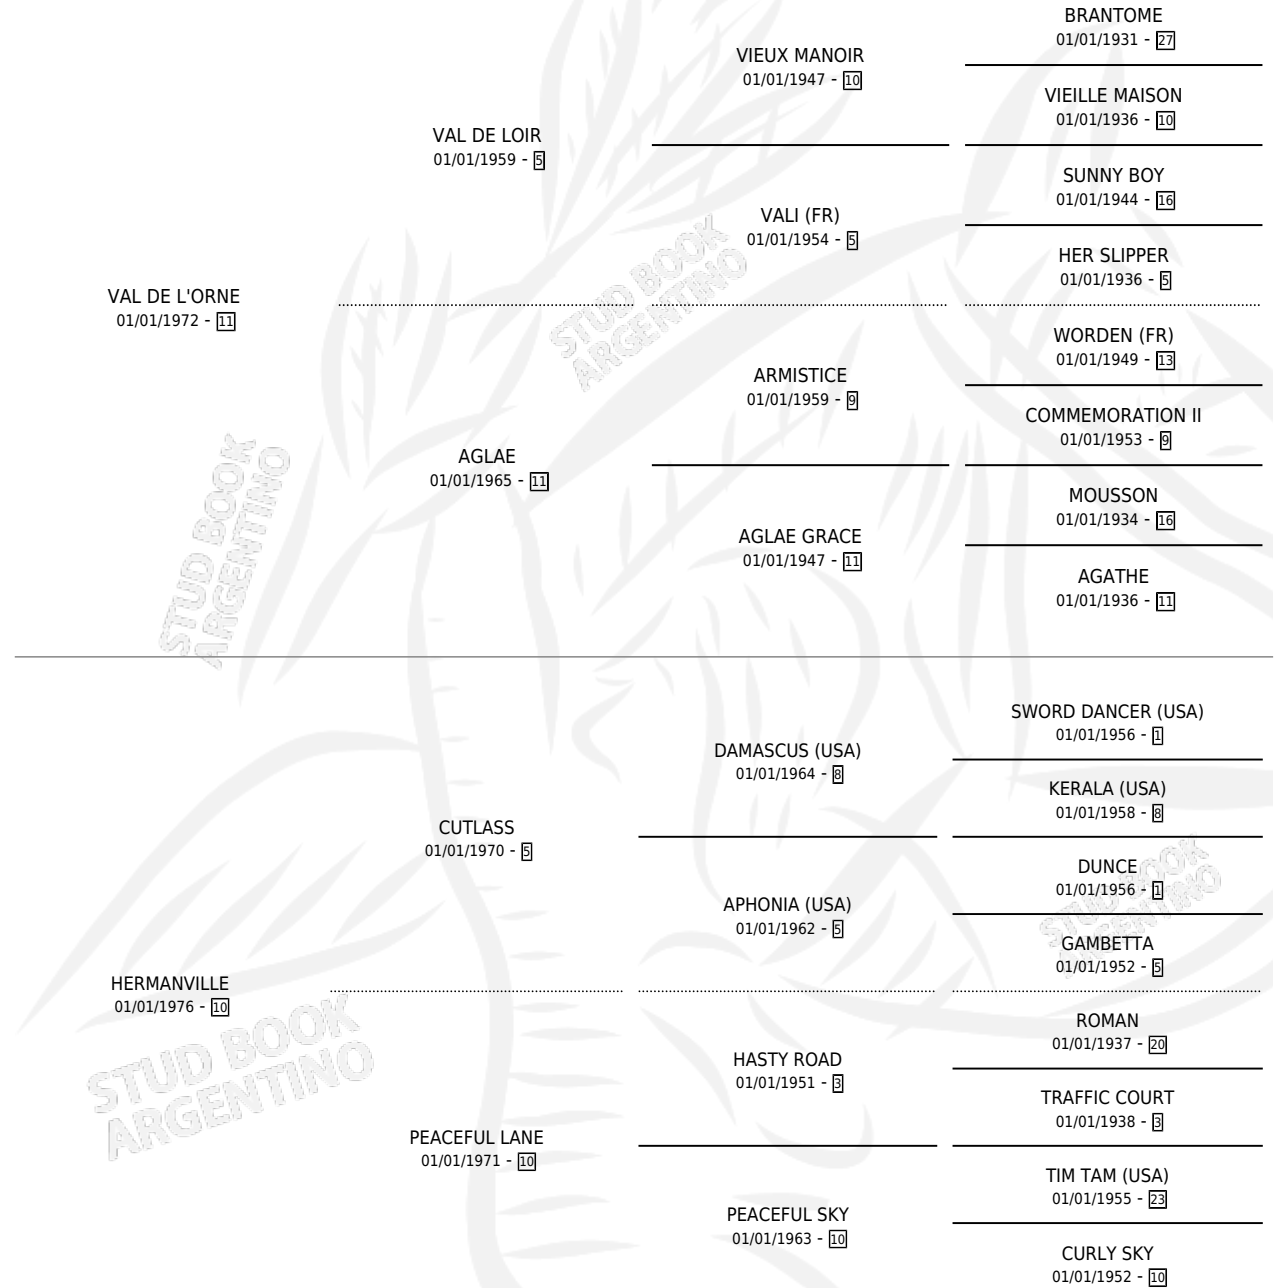 BRANTOME
01/01/1931 - 27
VIEUX MANOIR
01/01/1947 - 10
VIEILLE MAISON
01/01/1936 - 10
VAL DE LOIR
01/01/1959 - 5
SUNNY BOY
01/01/1944 - 16
VALI (FR)
01/01/1954 - 5
HER SLIPPER
01/01/1936 - 5
VAL DE L'ORNE
01/01/1972 - 11
WORDEN (FR)
01/01/1949 - 13
ARMISTICE
01/01/1959 - 9
COMMEMORATION II
01/01/1953 - 9
AGLAE
01/01/1965 - 11
MOUSSON
01/01/1934 - 16
AGLAE GRACE
01/01/1947 - 11
AGATHE
01/01/1936 - 11
STUD BOOK
ARGENTINO
STUD BOOK
ARGENTINO
SWORD DANCER (USA)
01/01/1956 - 1
DAMASCUS (USA)
01/01/1964 - 8
KERALA (USA)
01/01/1958 - 8
CUTLASS
01/01/1970 - 5
DUNCE
01/01/1956 - 1
APHONIA (USA)
01/01/1962 - 5
GAMBETTA
01/01/1952 - 5
STUD BOOK
ARGENTINO
HERMANVILLE
01/01/1976 - 10
ROMAN
01/01/1937 - 20
HASTY ROAD
01/01/1951 - 3
TRAFFIC COURT
01/01/1938 - 3
STUD BOOK
ARGENTINO
PEACEFUL LANE
01/01/1971 - 10
TIM TAM (USA)
01/01/1955 - 23
PEACEFUL SKY
01/01/1963 - 10
CURLY SKY
01/01/1952 - 10